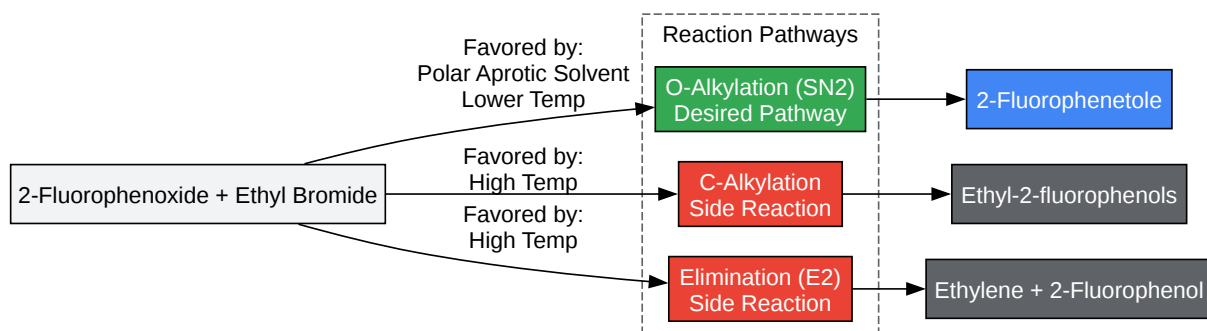 Reaction Pathways
Favored by:
Polar Aprotic Solvent
Lower Temp
O-Alkylation (SN2)
Desired Pathway
2-Fluorophenetole
2-Fluorophenoxide + Ethyl Bromide
Favored by:
High Temp
C-Alkylation
Side Reaction
Ethyl-2-fluorophenols
Favored by:
High Temp
Elimination (E2)
Side Reaction
Ethylene + 2-Fluorophenol